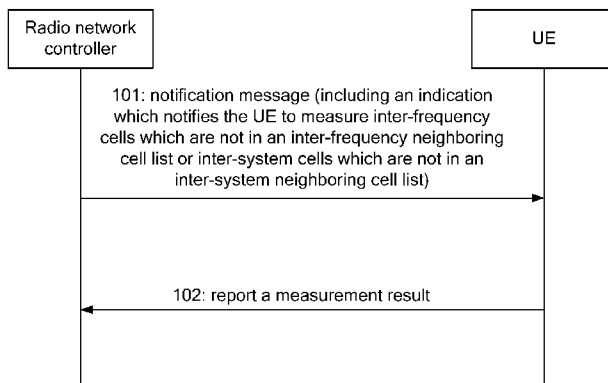 Radio network
controller
UE
101: notification message (including an indication
which notifies the UE to measure inter-frequency
cells which are not in an inter-frequency neighboring
cell list or inter-system cells which are not in an
inter-system neighboring cell list)
102: report a measurement result